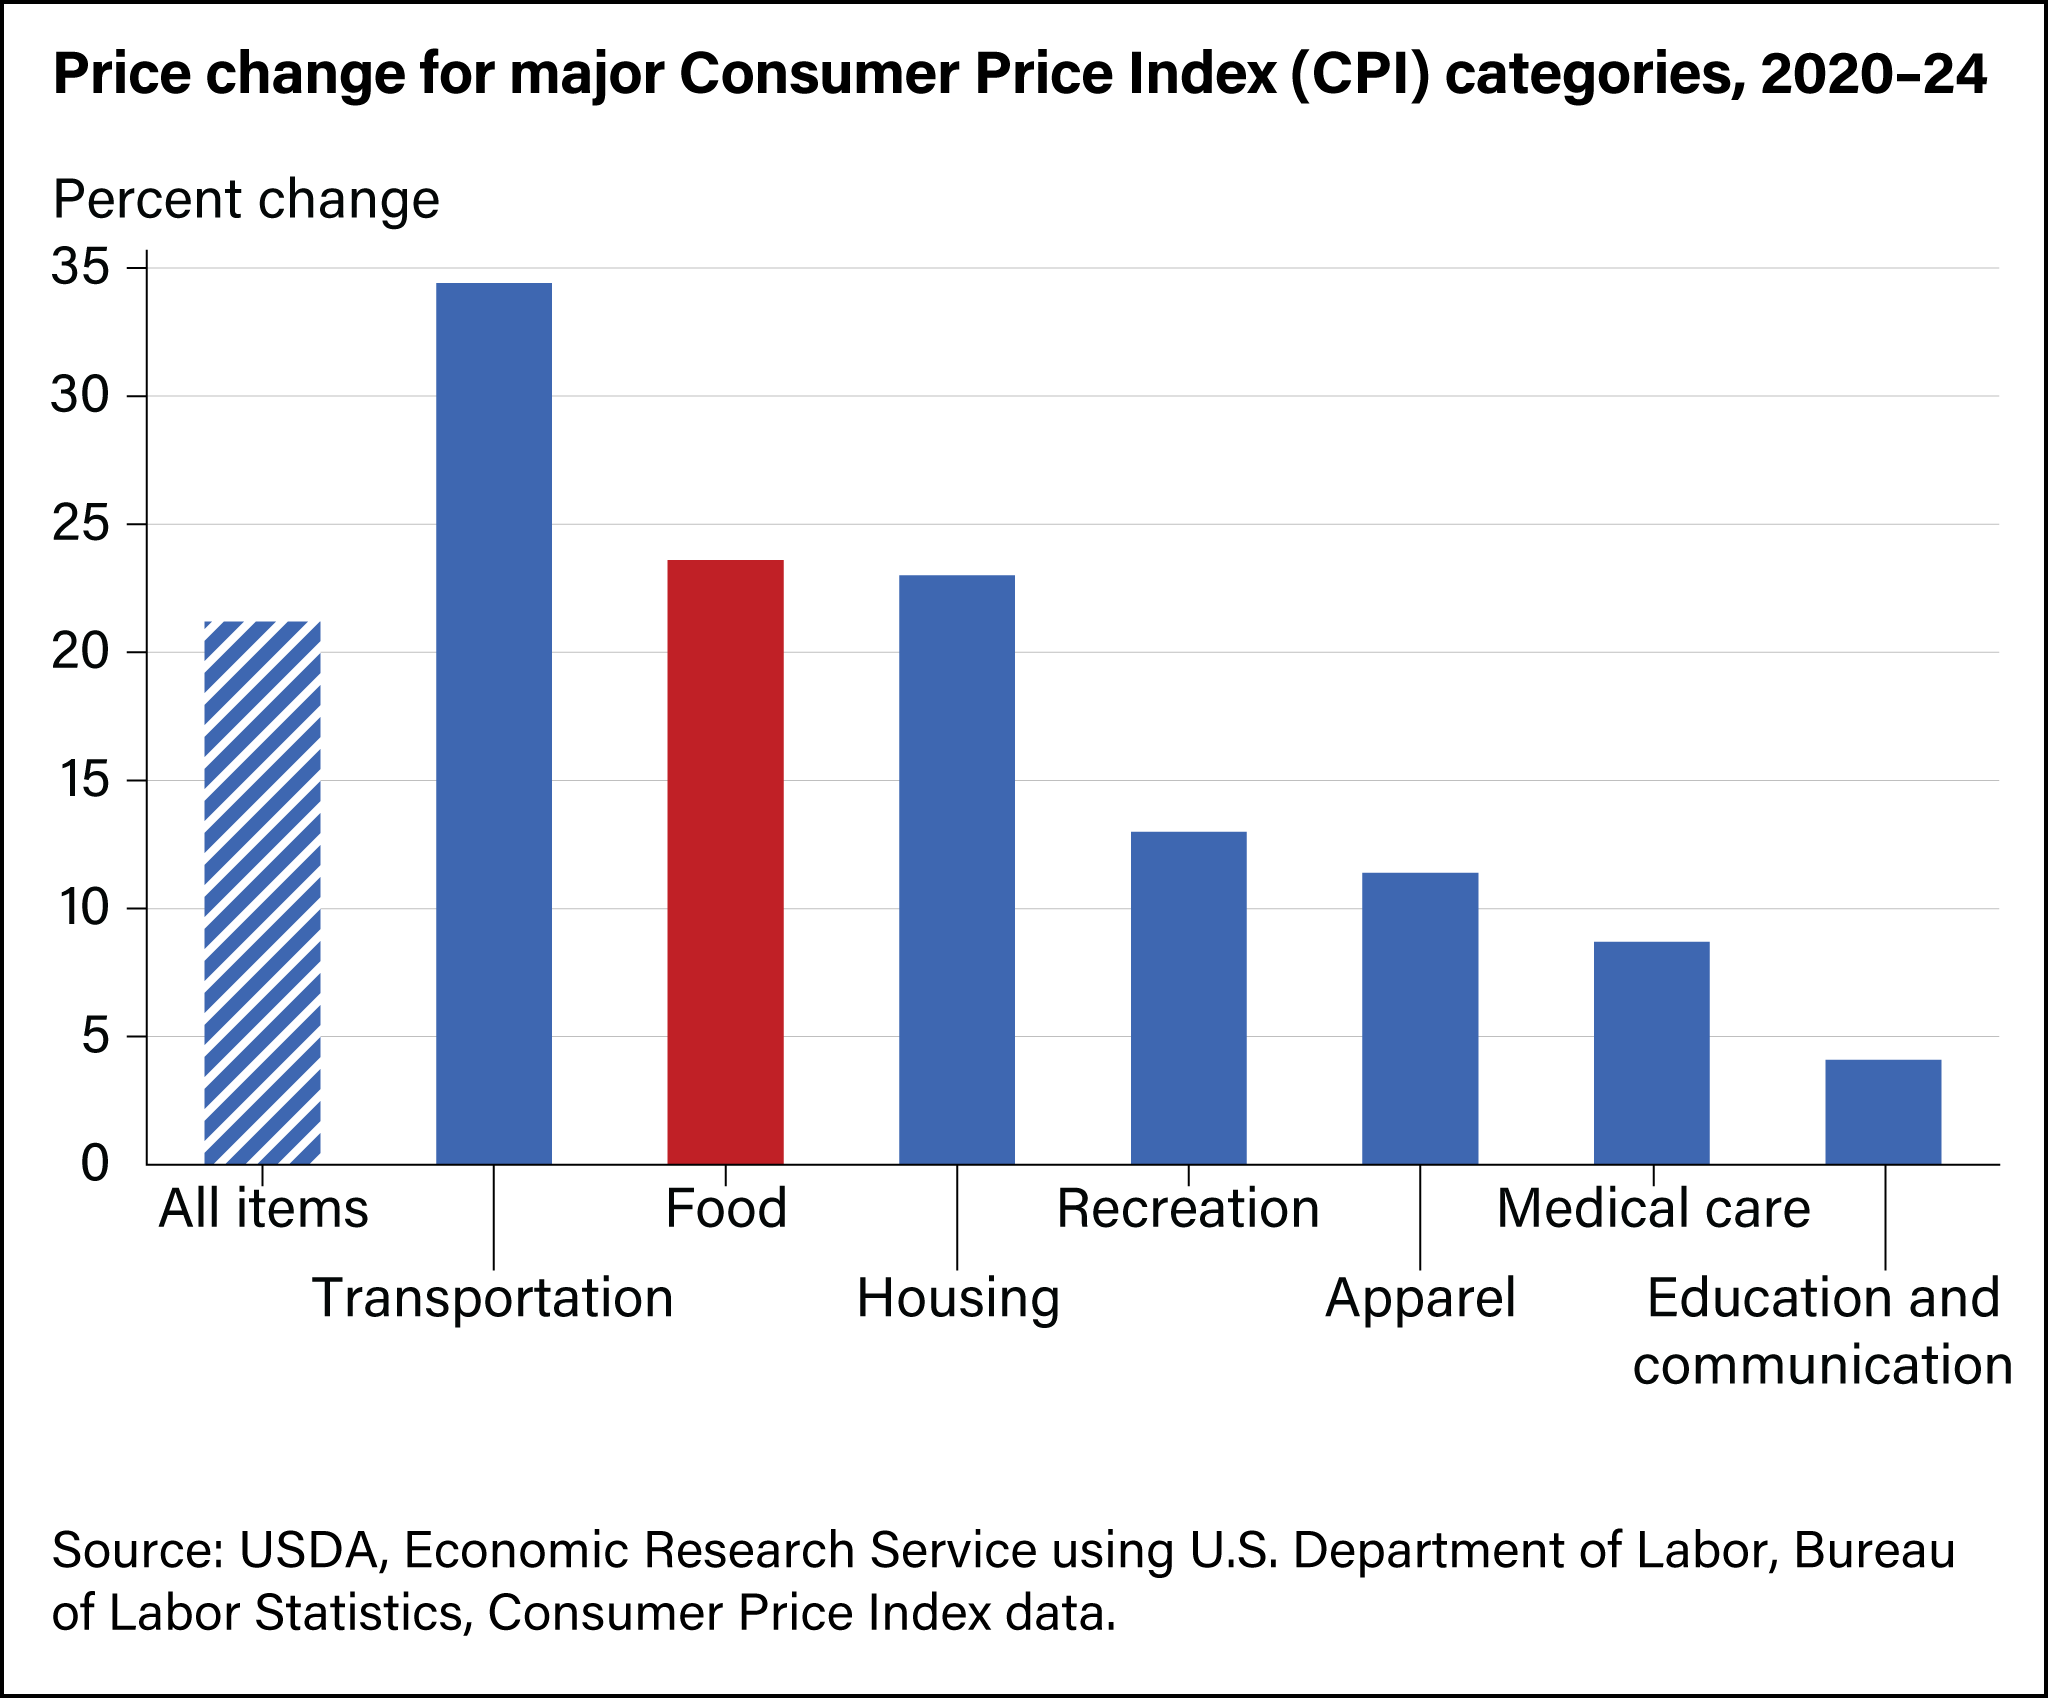 Price change for major Consumer Price Index (CPI) categories, 2020–24
Percent change
35
30
25
20
15
10
5
0
All items
Transportation
Food
Housing
Recreation
Apparel
Medical care
Education and
communication
Source: USDA, Economic Research Service using U.S. Department of Labor, Bureau
of Labor Statistics, Consumer Price Index data.